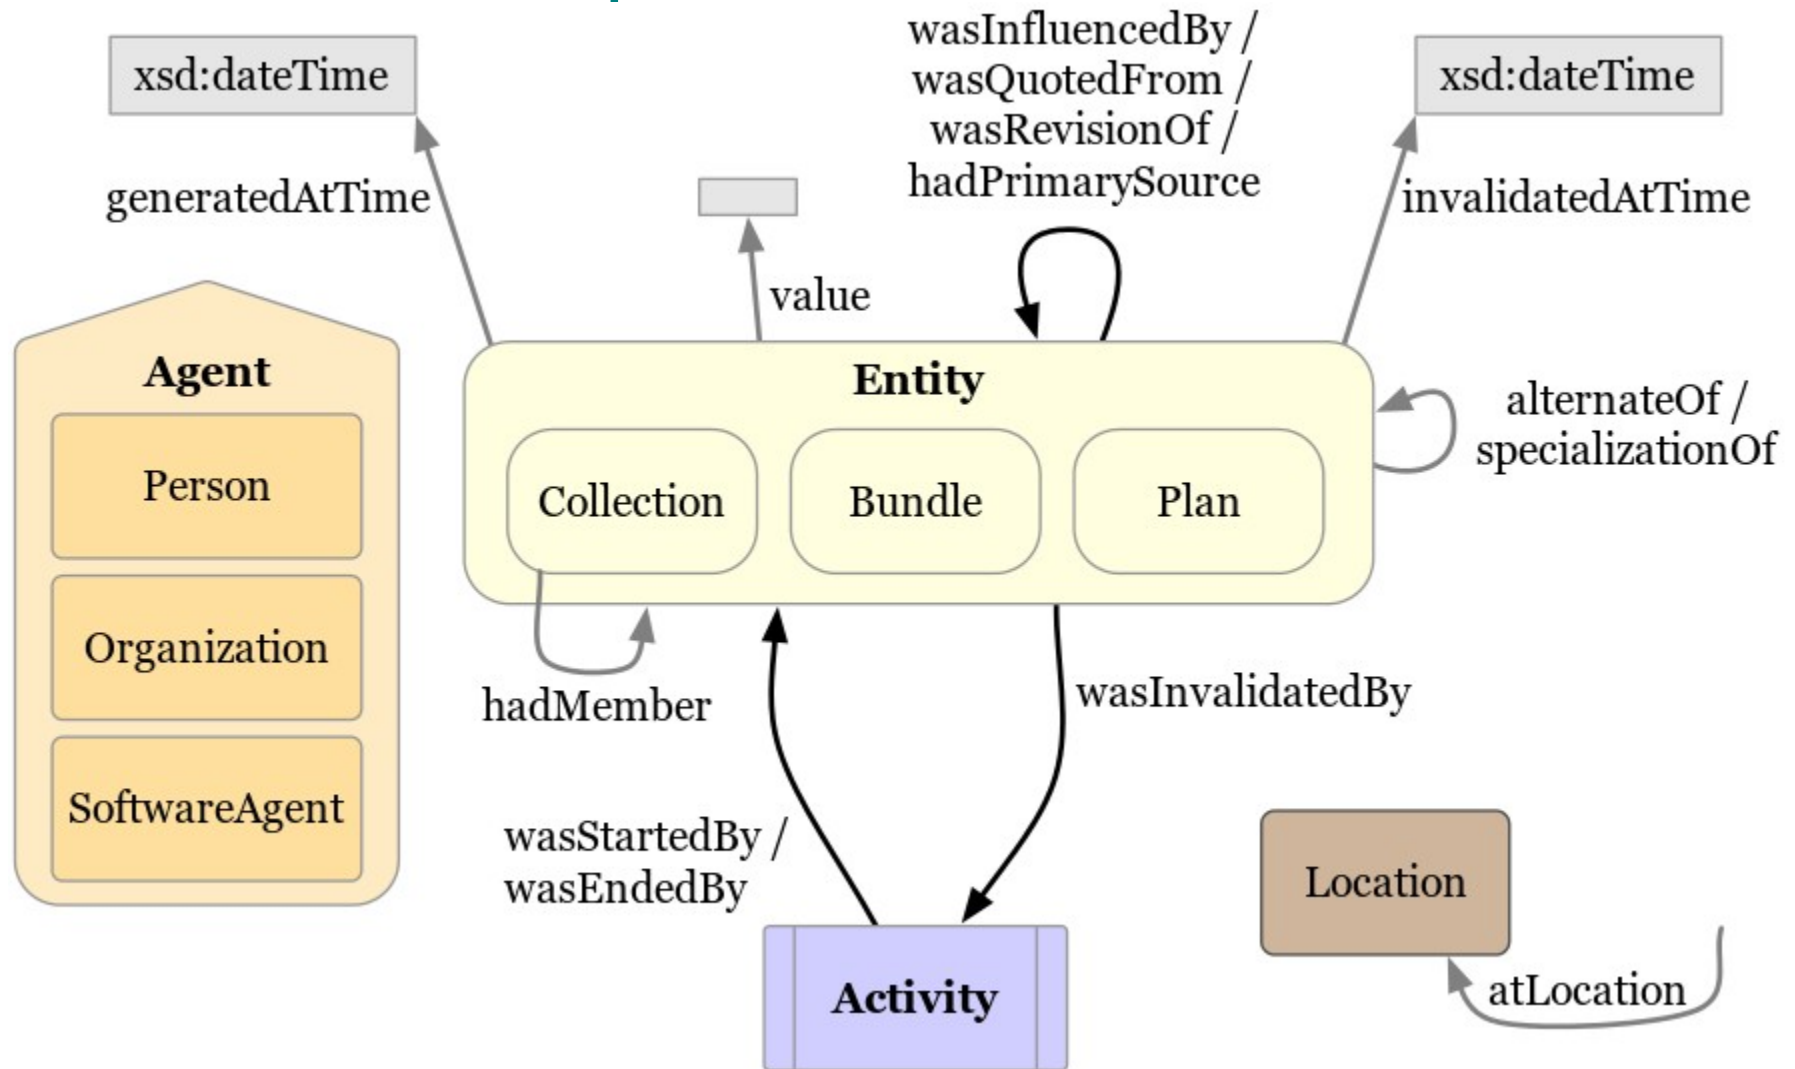 xsd:dateTime
wasInfluencedBy /
wasQuotedFrom /
wasRevisionOf /
hadPrimarySource
xsd:dateTime
generatedAtTime
invalidatedAtTime
value
Agent
Person
Organization
SoftwareAgent
Entity
Collection
Bundle
Plan
alternateOf /
specializationOf
hadMember
wasInvalidatedBy
wasStartedBy /
wasEndedBy
Activity
Location
atLocation